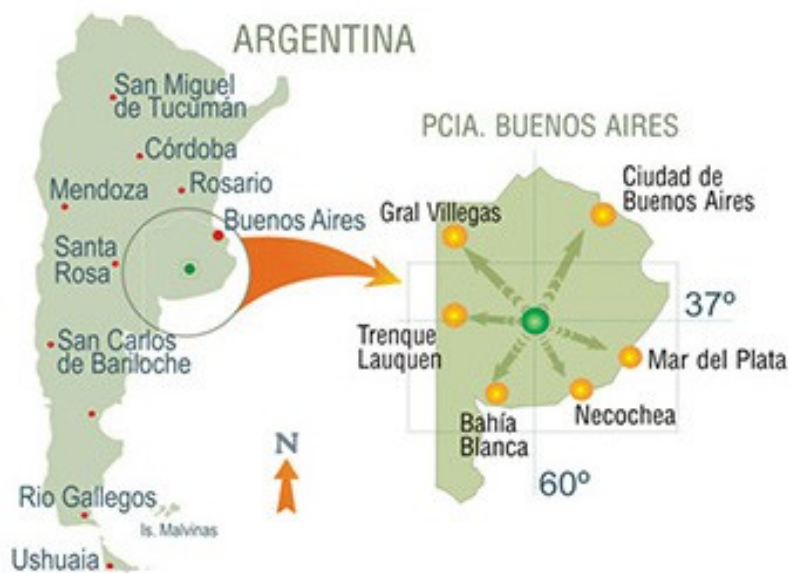 ARGENTINA
San Miguel
de Tucumán
Córdoba
Mendoza
Rosario
Buenos Aires
Santa
Rosa
San Carlos
de Bariloche
Rio Gallegos
Is. Malvinas
Ushuaia
N
PCIA. BUENOS AIRES
Ciudad de
Buenos Aires
Gral Villegas
37º
Trenque
Lauquen
Mar del Plata
Necochea
Bahía
Blanca
60º